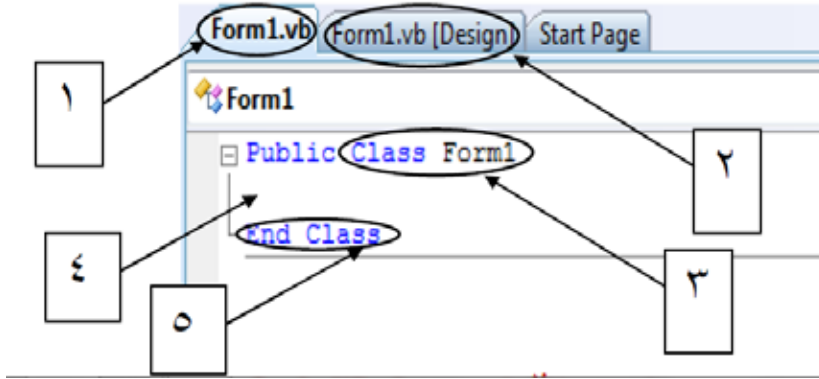 Form1.vb Form1.vb [Design] Start Page
١
Form1
Public Class Form1
٢
End Class
٤
٣
٥